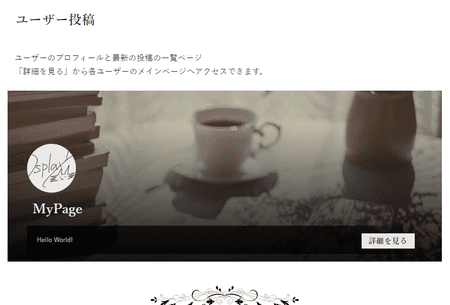 ユーザー投稿
ユーザーのプロフィールと最新の投稿の一覧ページ
「詳細を見る」から各ユーザーのメインページへアクセスできます。
MyPage
Hello World!
詳細を見る